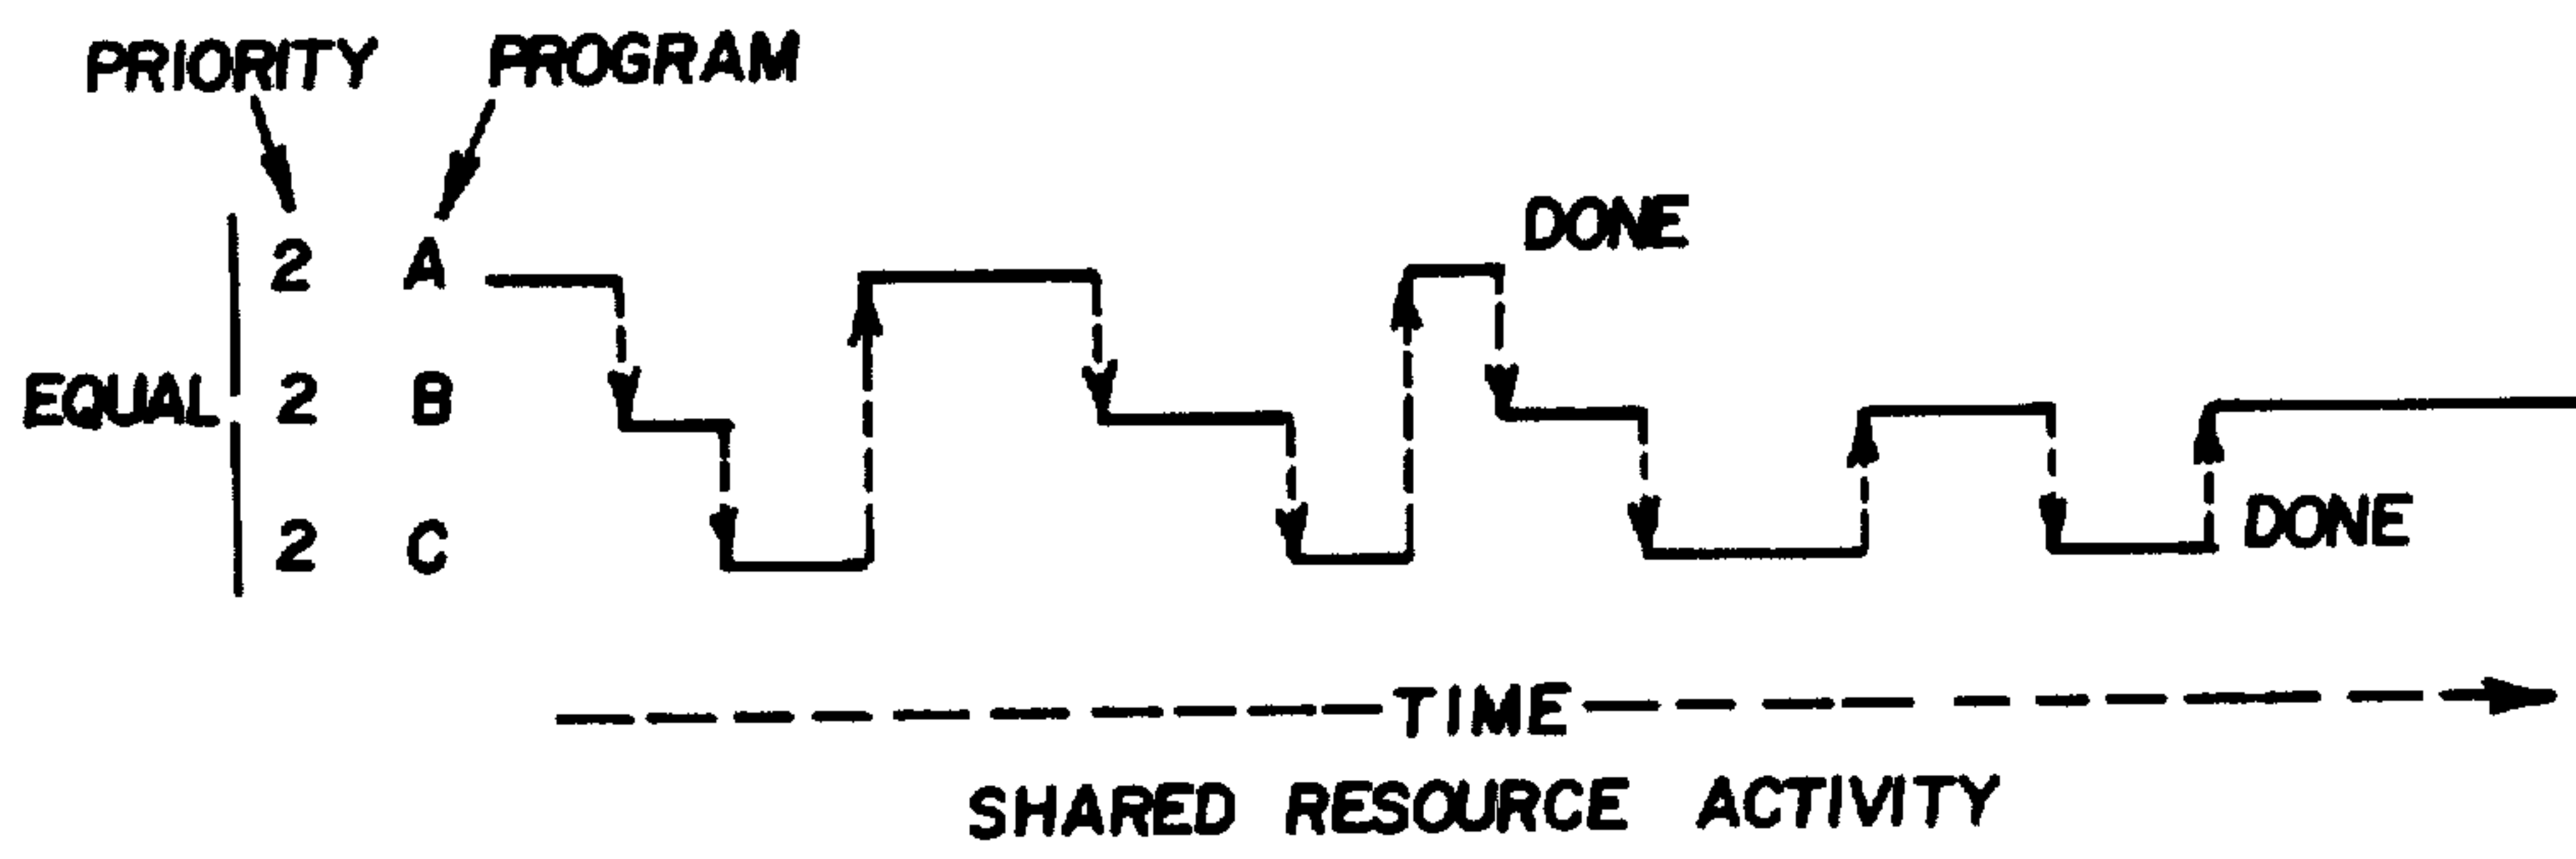 PRIORITY PROGRAM
DONE
2 A
EQUAL 2 B
2 C
DONE
TIME
SHARED RESOURCE ACTIVITY